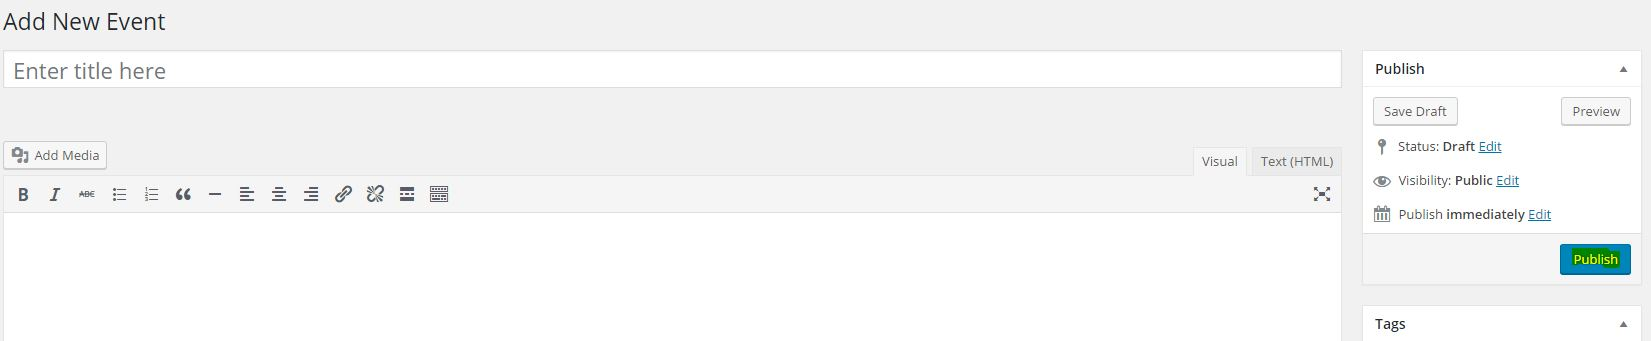 Add New Event
Enter title here
Add Media
Visual
Text (HTML)
B I ABC
Publish
Save Draft
Preview
Status: Draft Edit
Visibility: Public Edit
Publish immediately Edit
Publish
Tags